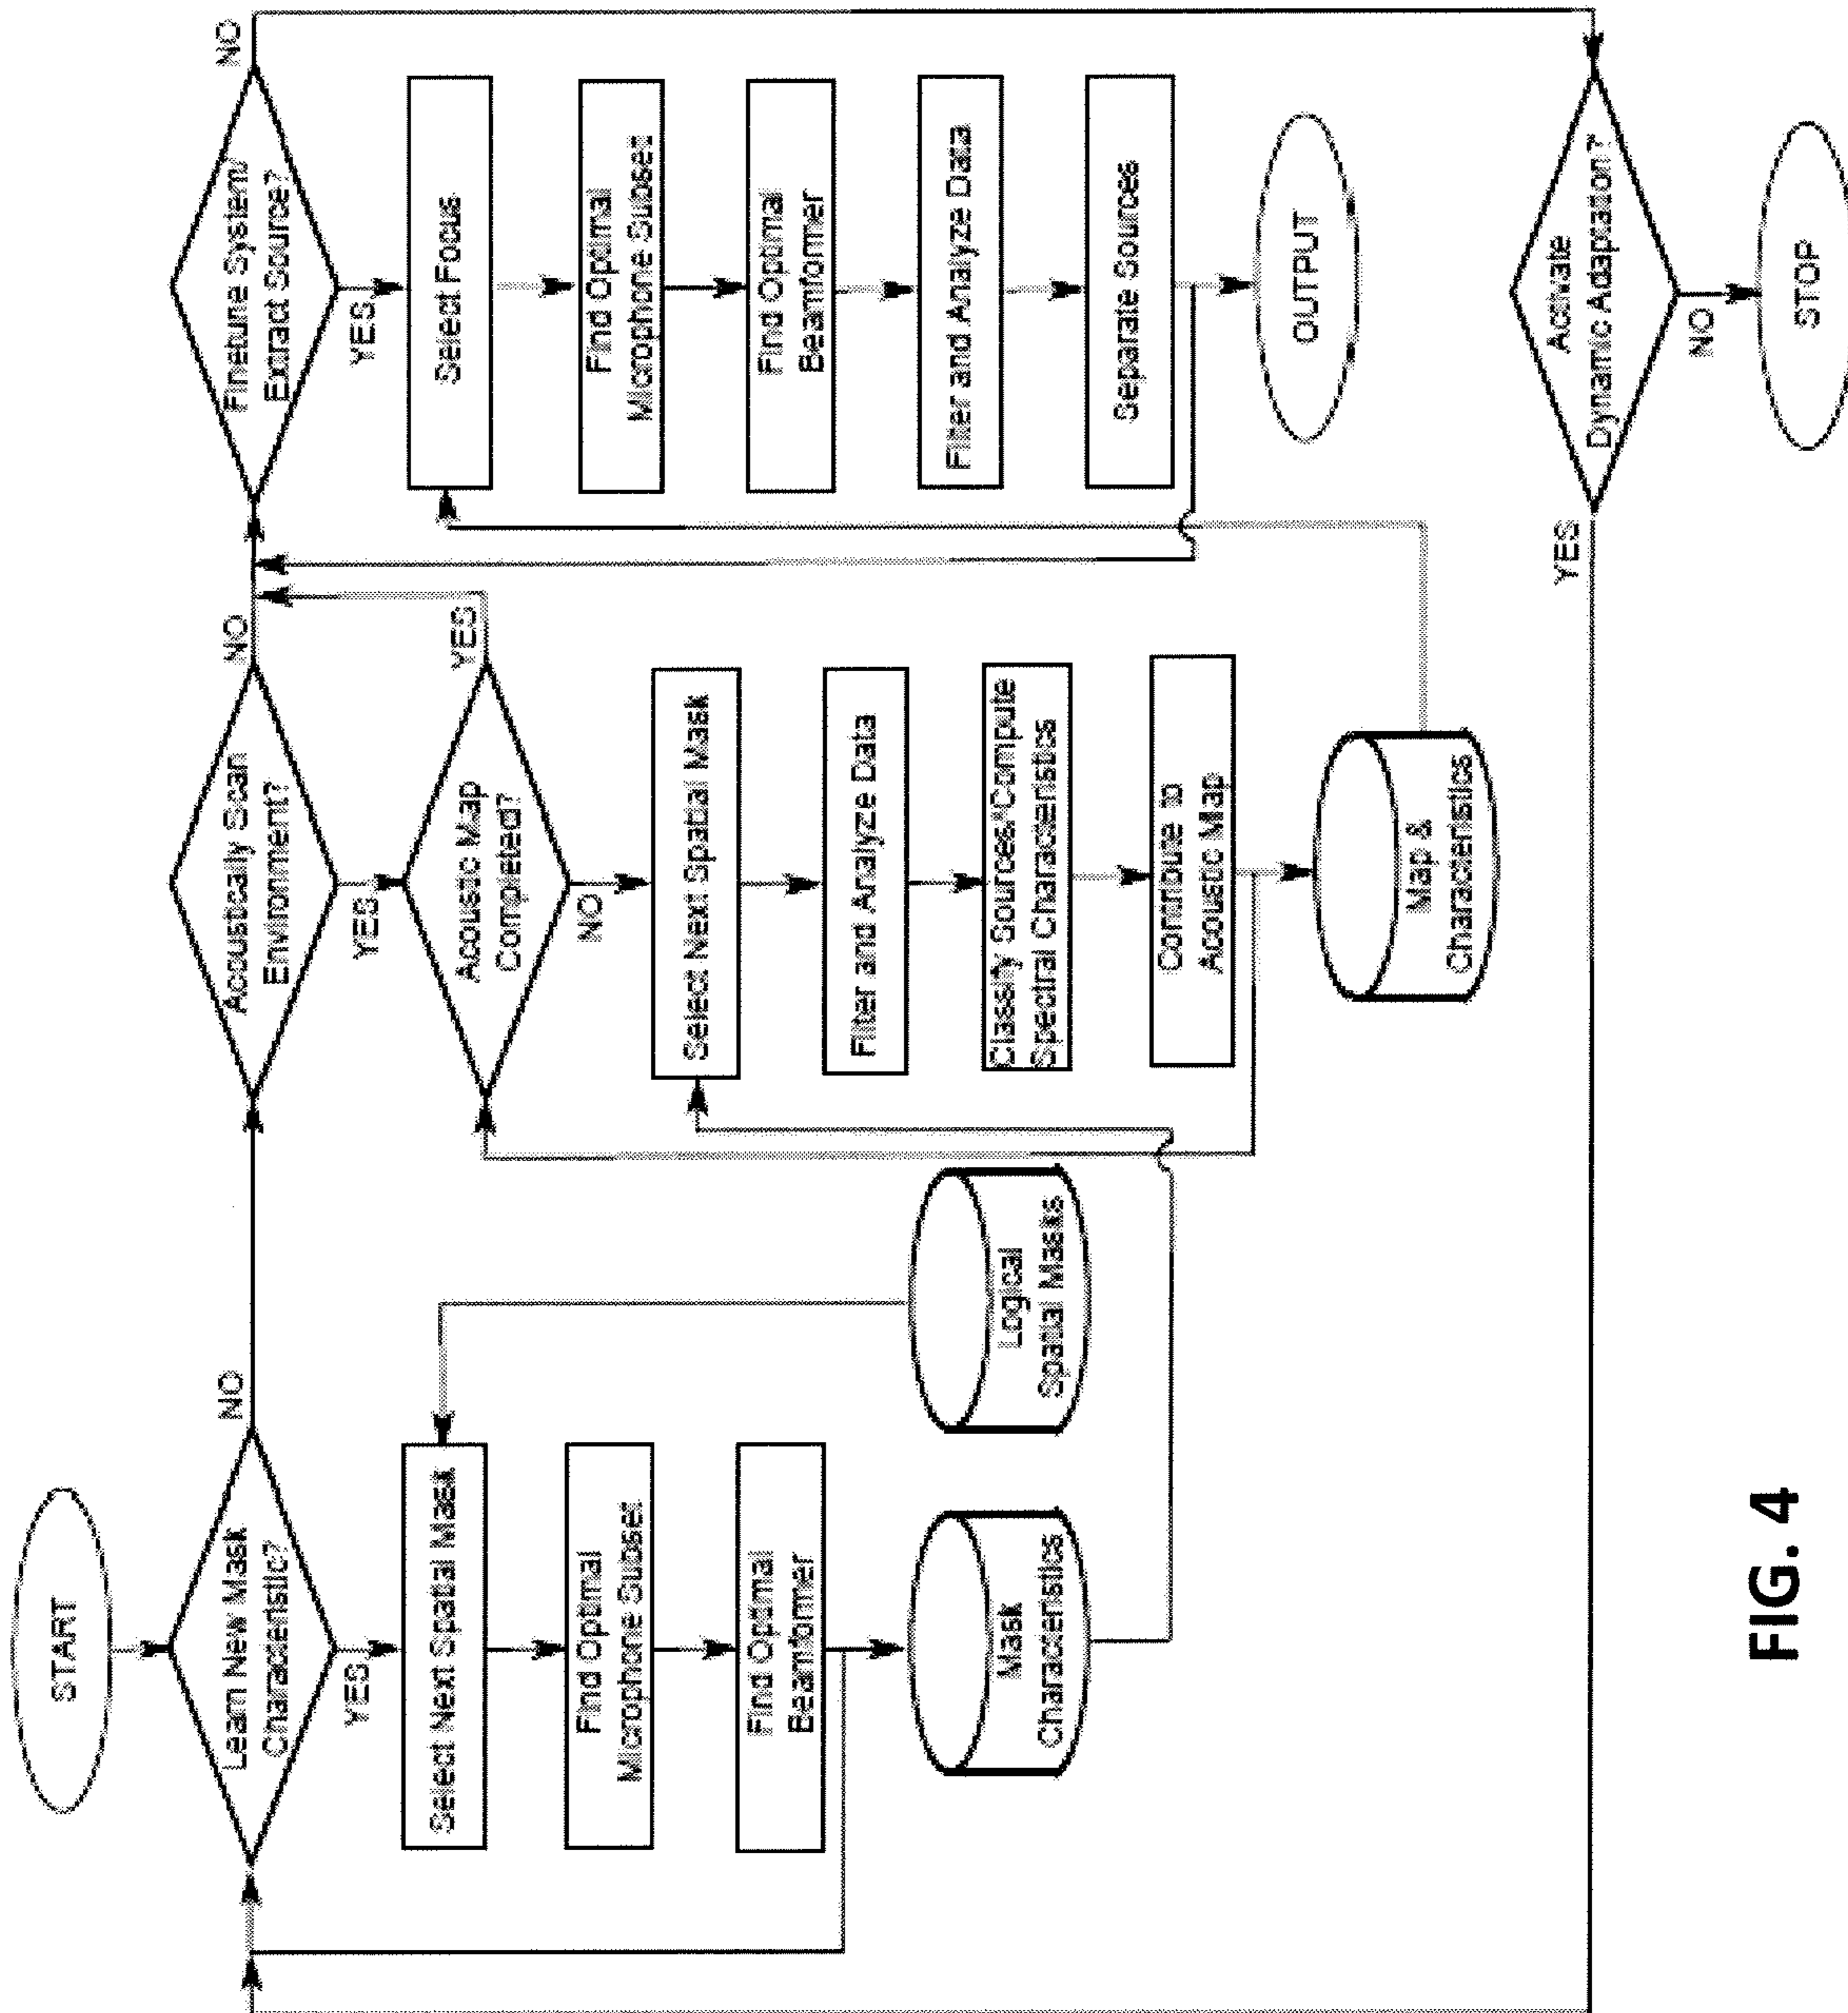 START
Learn New Mask
Characteristic?
NO
YES
Select Next Spatial Mask
Find Optimal
Microphone Subset
Find Optimal
Beamformer
Mask
Characteristics
Logical
Spatial Masks
Acoustically Scan
Environment?
NO
YES
Acoustic Map
Completed?
YES
NO
Select Next Spatial Mask
Filter and Analyze Data
Classify Sources/Compute
Spectral Characteristics
Contribute to
Acoustic Map
Map &
Characteristics
Finetune System/
Extract Source?
NO
YES
Select Focus
Find Optimal
Microphone Subset
Find Optimal
Beamformer
Filter and Analyze Data
Separate Sources
OUTPUT
Activate
Dynamic Adaptation?
YES
NO
STOP
FIG. 4